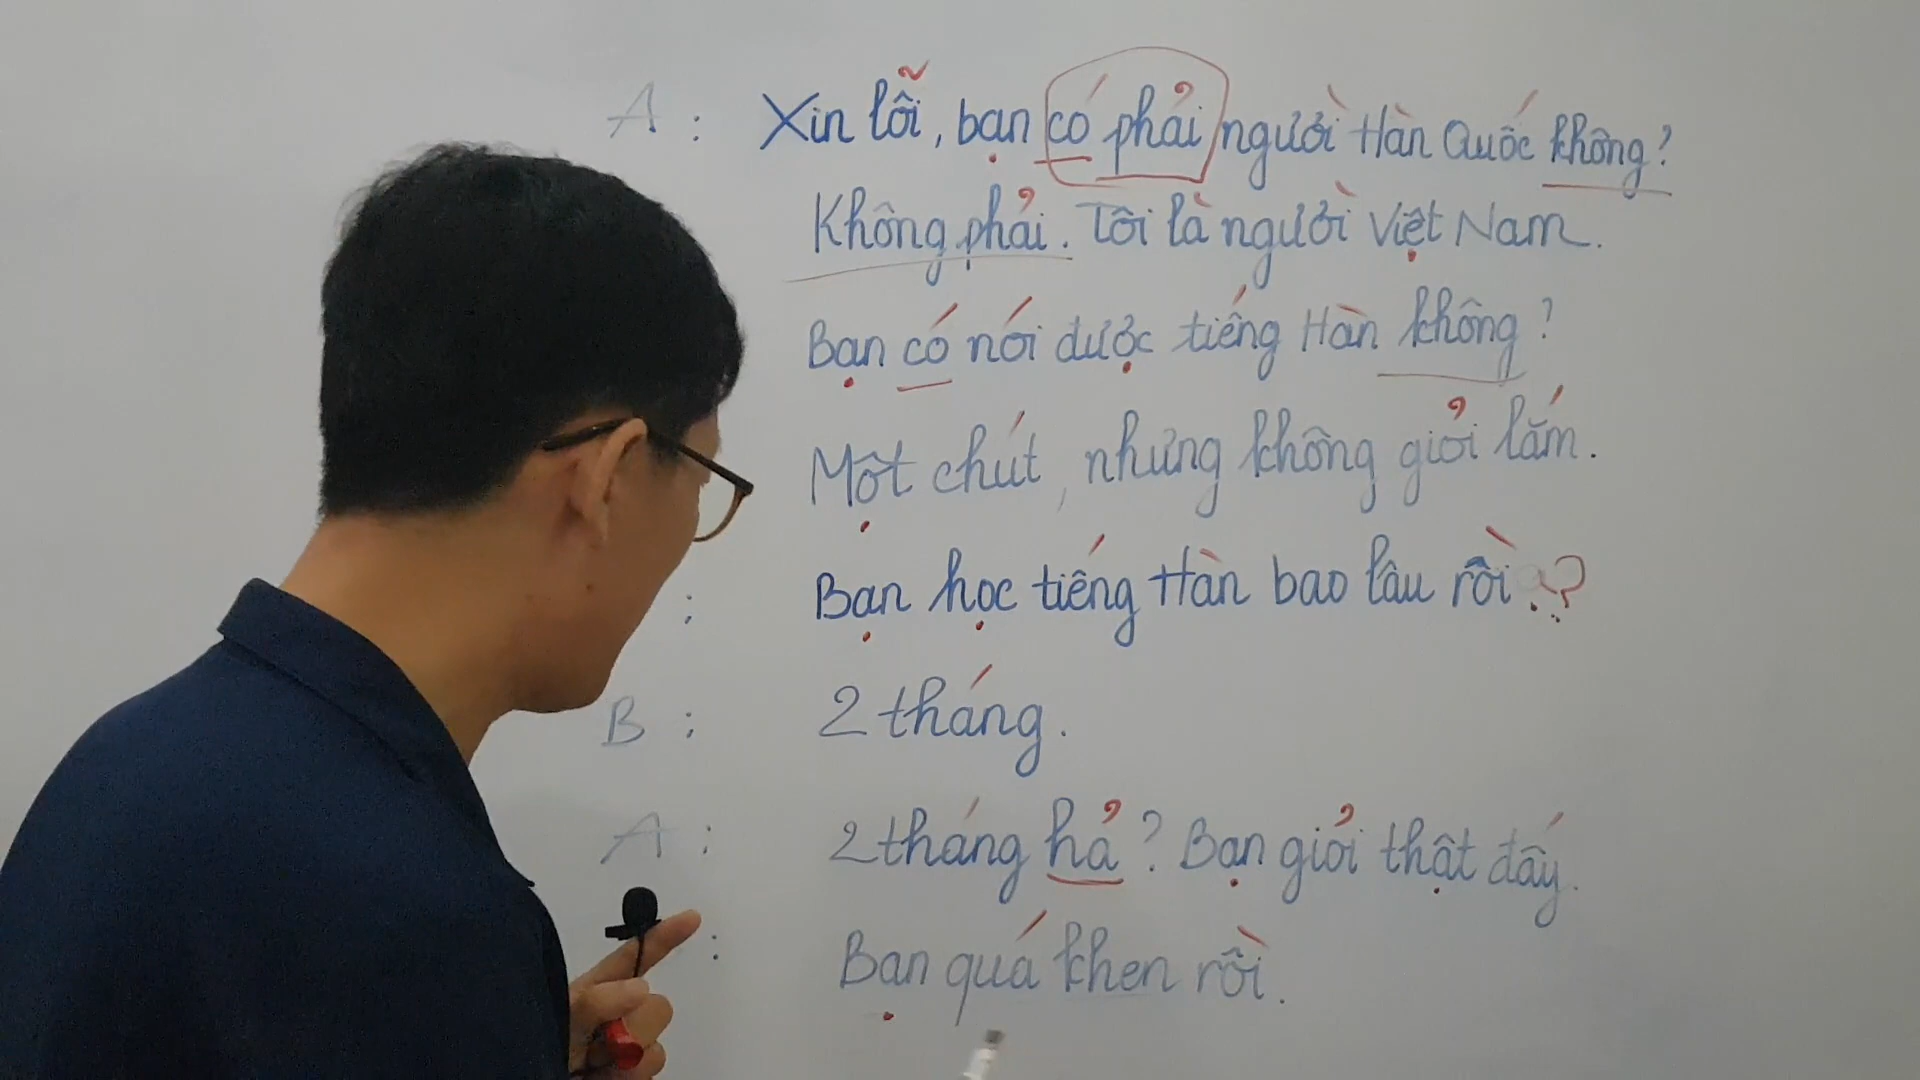 A : Xin lỗi, bạn có phải người Hàn Quốc không?
Không phải. Tôi là người Việt Nam.
Bạn có nói được tiếng Hàn không?
Một chút, nhưng không giỏi lắm.
: Bạn học tiếng Hàn bao lâu rồi?
B : 2 tháng.
A : 2 tháng hả? Bạn giỏi thật đấy.
: Bạn quá khen rồi.